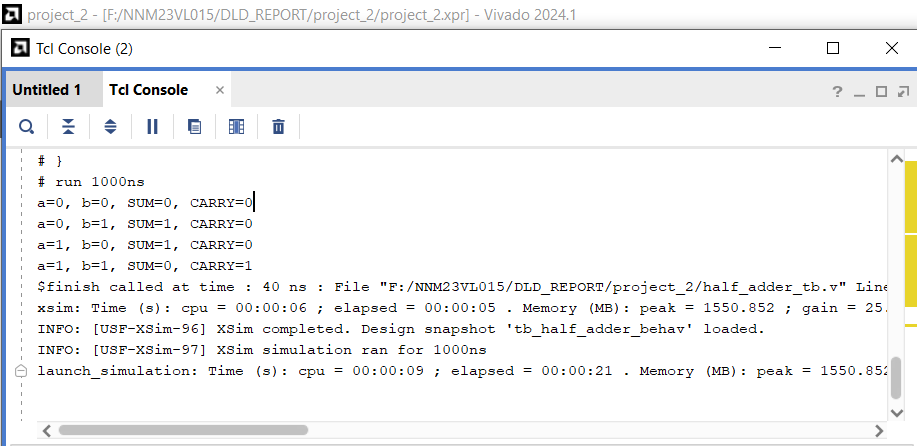 project_2 - [F:/NNM23VL015/DLD_REPORT/project_2/project_2.xpr] - Vivado 2024.1
Tcl Console (2)
Untitled 1 Tcl Console × ?
# }
# run 1000ns
a=0, b=0, SUM=0, CARRY=0
a=0, b=1, SUM=1, CARRY=0
a=1, b=0, SUM=1, CARRY=0
a=1, b=1, SUM=0, CARRY=1
$finish called at time : 40 ns : File "F:/NNM23VL015/DLD_REPORT/project_2/half_adder_tb.v" Line
xsim: Time (s): cpu = 00:00:06 ; elapsed = 00:00:05 . Memory (MB): peak = 1550.852 ; gain = 25.
INFO: [USF-XSim-96] XSim completed. Design snapshot 'tb_half_adder_behav' loaded.
INFO: [USF-XSim-97] XSim simulation ran for 1000ns
launch_simulation: Time (s): cpu = 00:00:09 ; elapsed = 00:00:21 . Memory (MB): peak = 1550.852